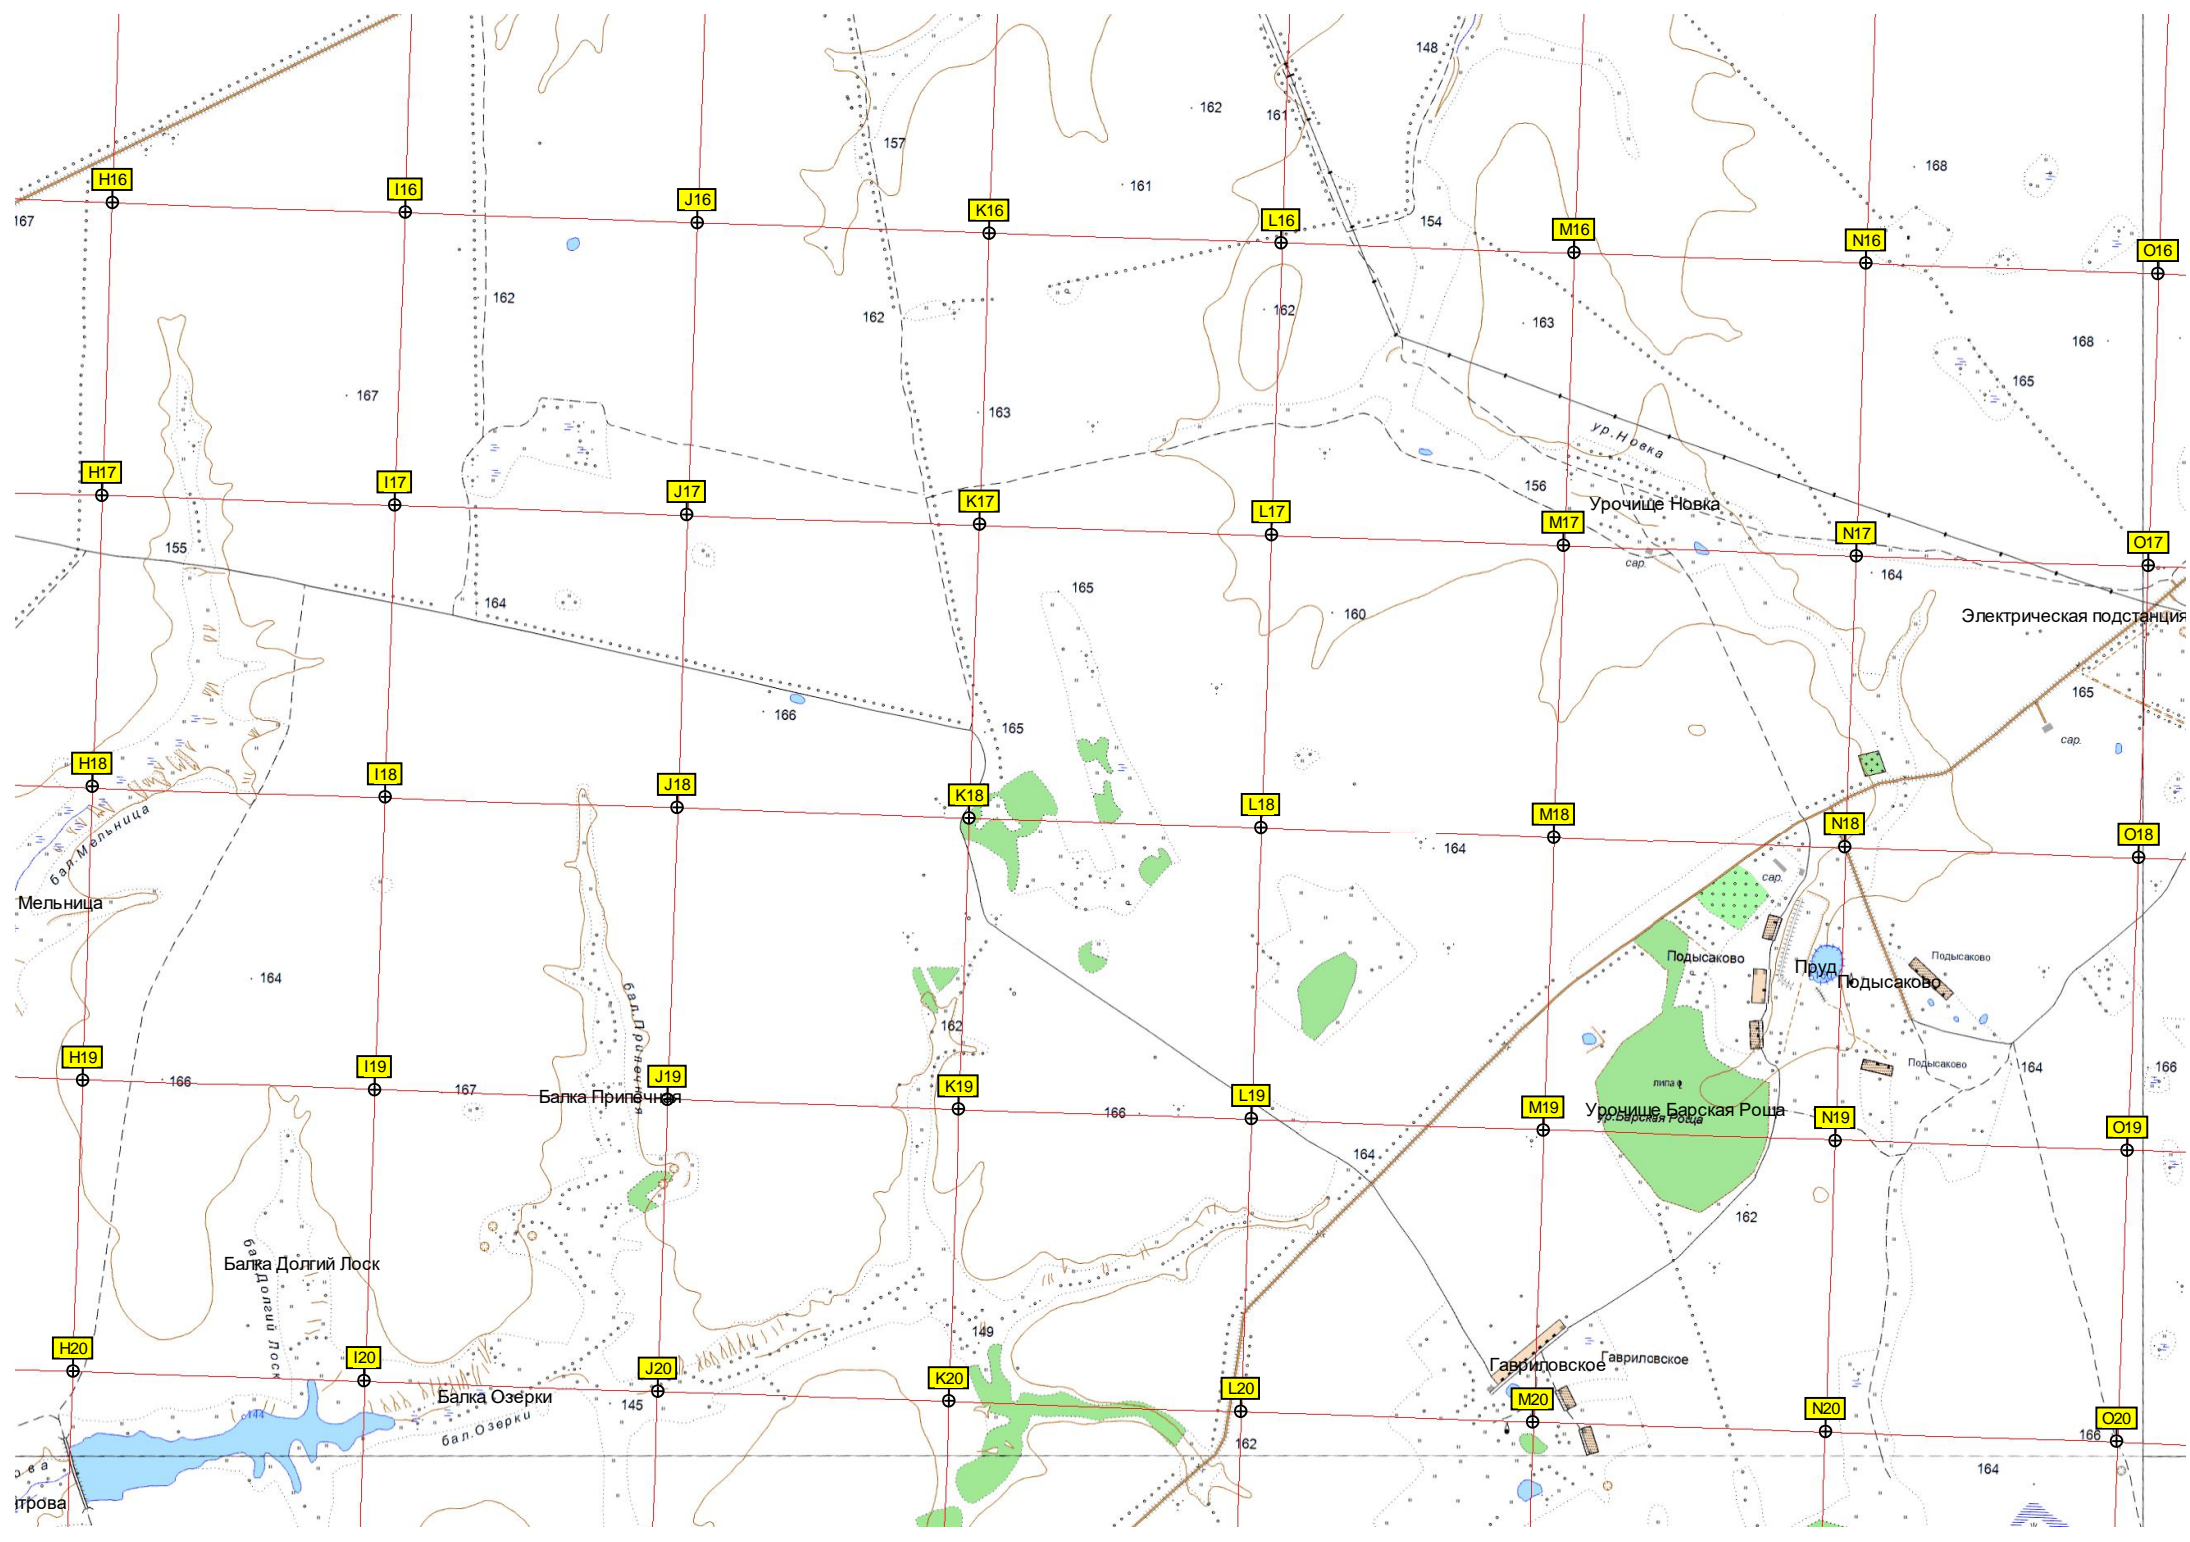 148
162
161
157
168
161
H16
I16
J16
K16
L16
M16
N16
O16
167
154
162
162
162
163
168
165
167
163
ур.Новка
H17
I17
J17
K17
L17
M17
N17
O17
156
Урочище Новка
155
сар.
164
164
165
160
Электрическая подстанция
165
166
165
сар.
H18
I18
J18
K18
L18
M18
N18
O18
бал.Мельница
164
сар.
Мельница
Подысаково
Подысаково
Пруд
Подысаково
164
бал.Припечная
162
H19
I19
J19
K19
L19
M19
N19
O19
166
167
Балка Припечная
166
липа
Подысаково
164
166
Урочище Барская Роща
ур.Барская Роща
164
162
бал.Долгий Лоск
Балка Долгий Лоск
149
H20
I20
J20
K20
L20
M20
N20
O20
Гавриловское
Гавриловское
Балка Озерки
145
144
бал.Озерки
162
166
164
ова
трова